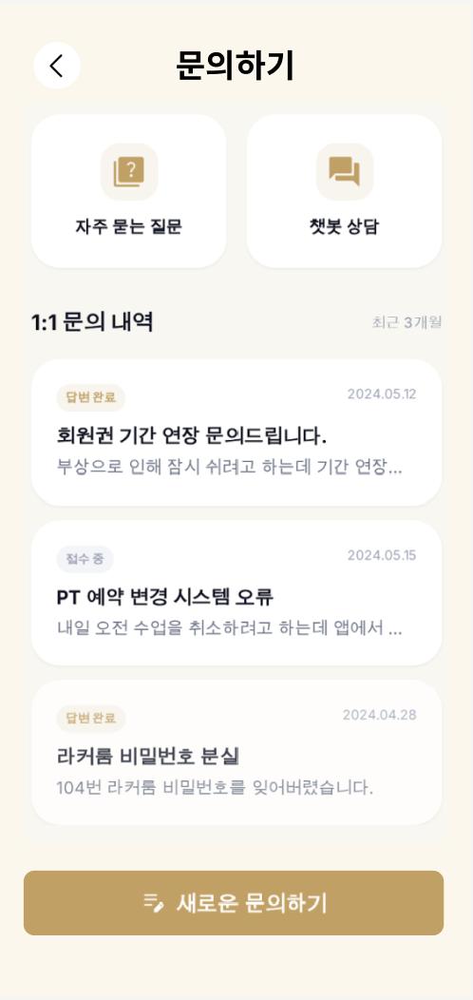 문의하기
자주 묻는 질문
챗봇 상담
1:1 문의 내역
최근 3개월
답변 완료
2024.05.12
회원권 기간 연장 문의드립니다.
부상으로 인해 잠시 쉬려고 하는데 기간 연장...
접수 중
2024.05.15
PT 예약 변경 시스템 오류
내일 오전 수업을 취소하려고 하는데 앱에서 ...
답변 완료
2024.04.28
라커룸 비밀번호 분실
104번 라커룸 비밀번호를 잊어버렸습니다.
새로운 문의하기